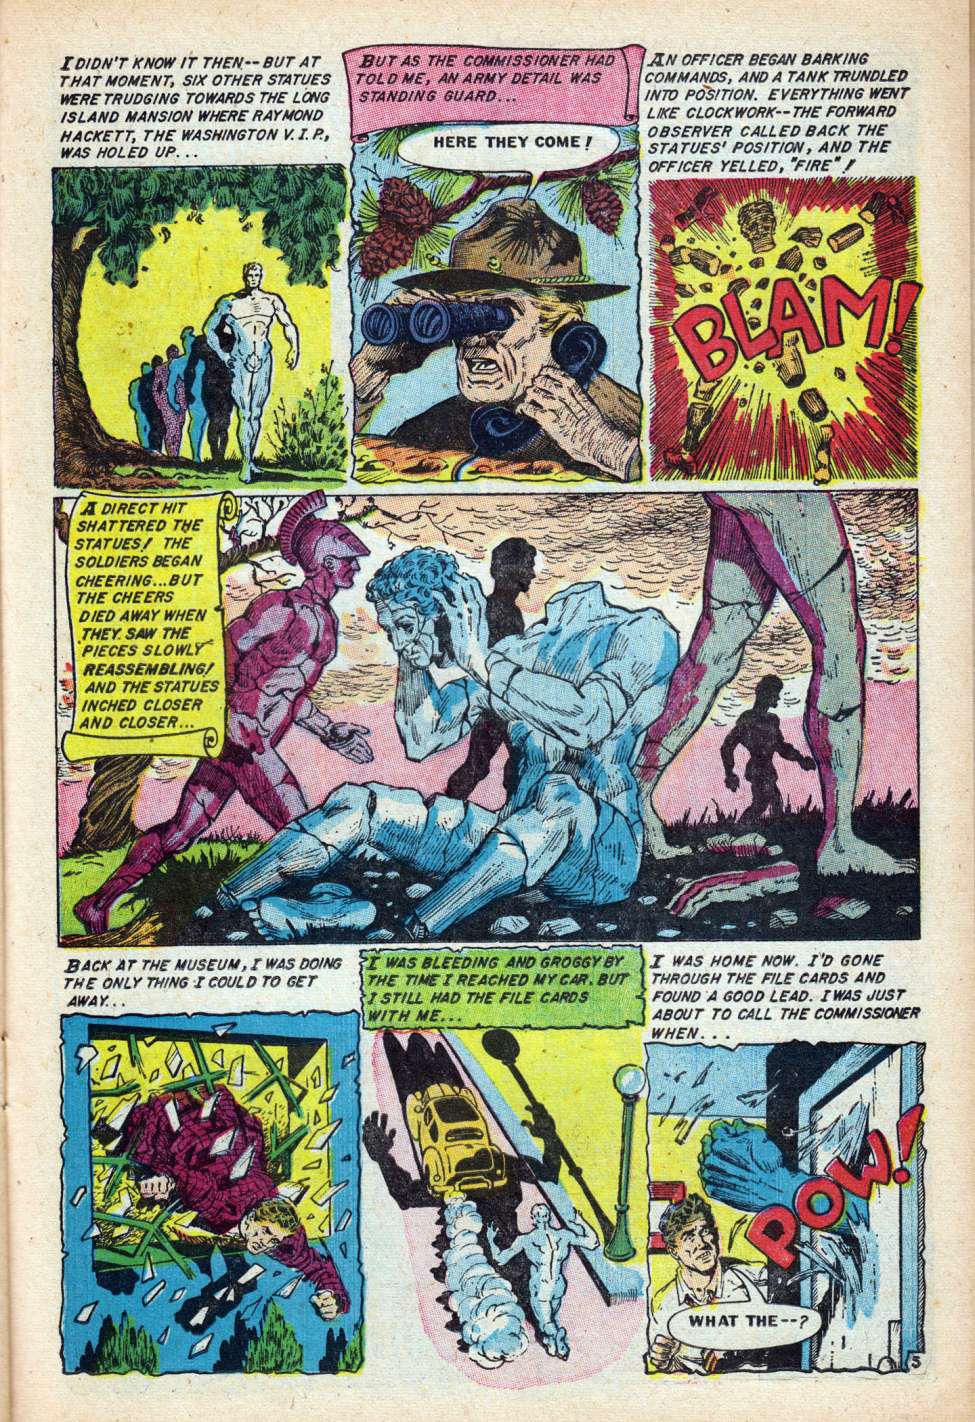 I DIDN'T KNOW IT THEN--BUT AT
THAT MOMENT, SIX OTHER STATUES
WERE TRUDGING TOWARDS THE LONG
ISLAND MANSION WHERE RAYMOND
HACKETT, THE WASHINGTON V.I.P.,
WAS HOLED UP...
BUT AS THE COMMISSIONER HAD
TOLD ME, AN ARMY DETAIL WAS
STANDING GUARD...
HERE THEY COME!
AN OFFICER BEGAN BARKING
COMMANDS, AND A TANK TRUNDLED
INTO POSITION. EVERYTHING WENT
LIKE CLOCKWORK--THE FORWARD
OBSERVER CALLED BACK THE
STATUES' POSITION, AND THE
OFFICER YELLED, "FIRE"!
BLAM!
A DIRECT HIT
SHATTERED THE
STATUES! THE
SOLDIERS BEGAN
CHEERING...BUT
THE CHEERS
DIED AWAY WHEN
THEY SAW THE
PIECES SLOWLY
REASSEMBLING!
AND THE STATUES
INCHED CLOSER
AND CLOSER...
BACK AT THE MUSEUM, I WAS DOING
THE ONLY THING I COULD TO GET
AWAY...
I WAS BLEEDING AND GROGGY BY
THE TIME I REACHED MY CAR. BUT
I STILL HAD THE FILE CARDS
WITH ME...
I WAS HOME NOW. I'D GONE
THROUGH THE FILE CARDS AND
FOUND A GOOD LEAD. I WAS JUST
ABOUT TO CALL THE COMMISSIONER
WHEN...
POW!
WHAT THE--?
5